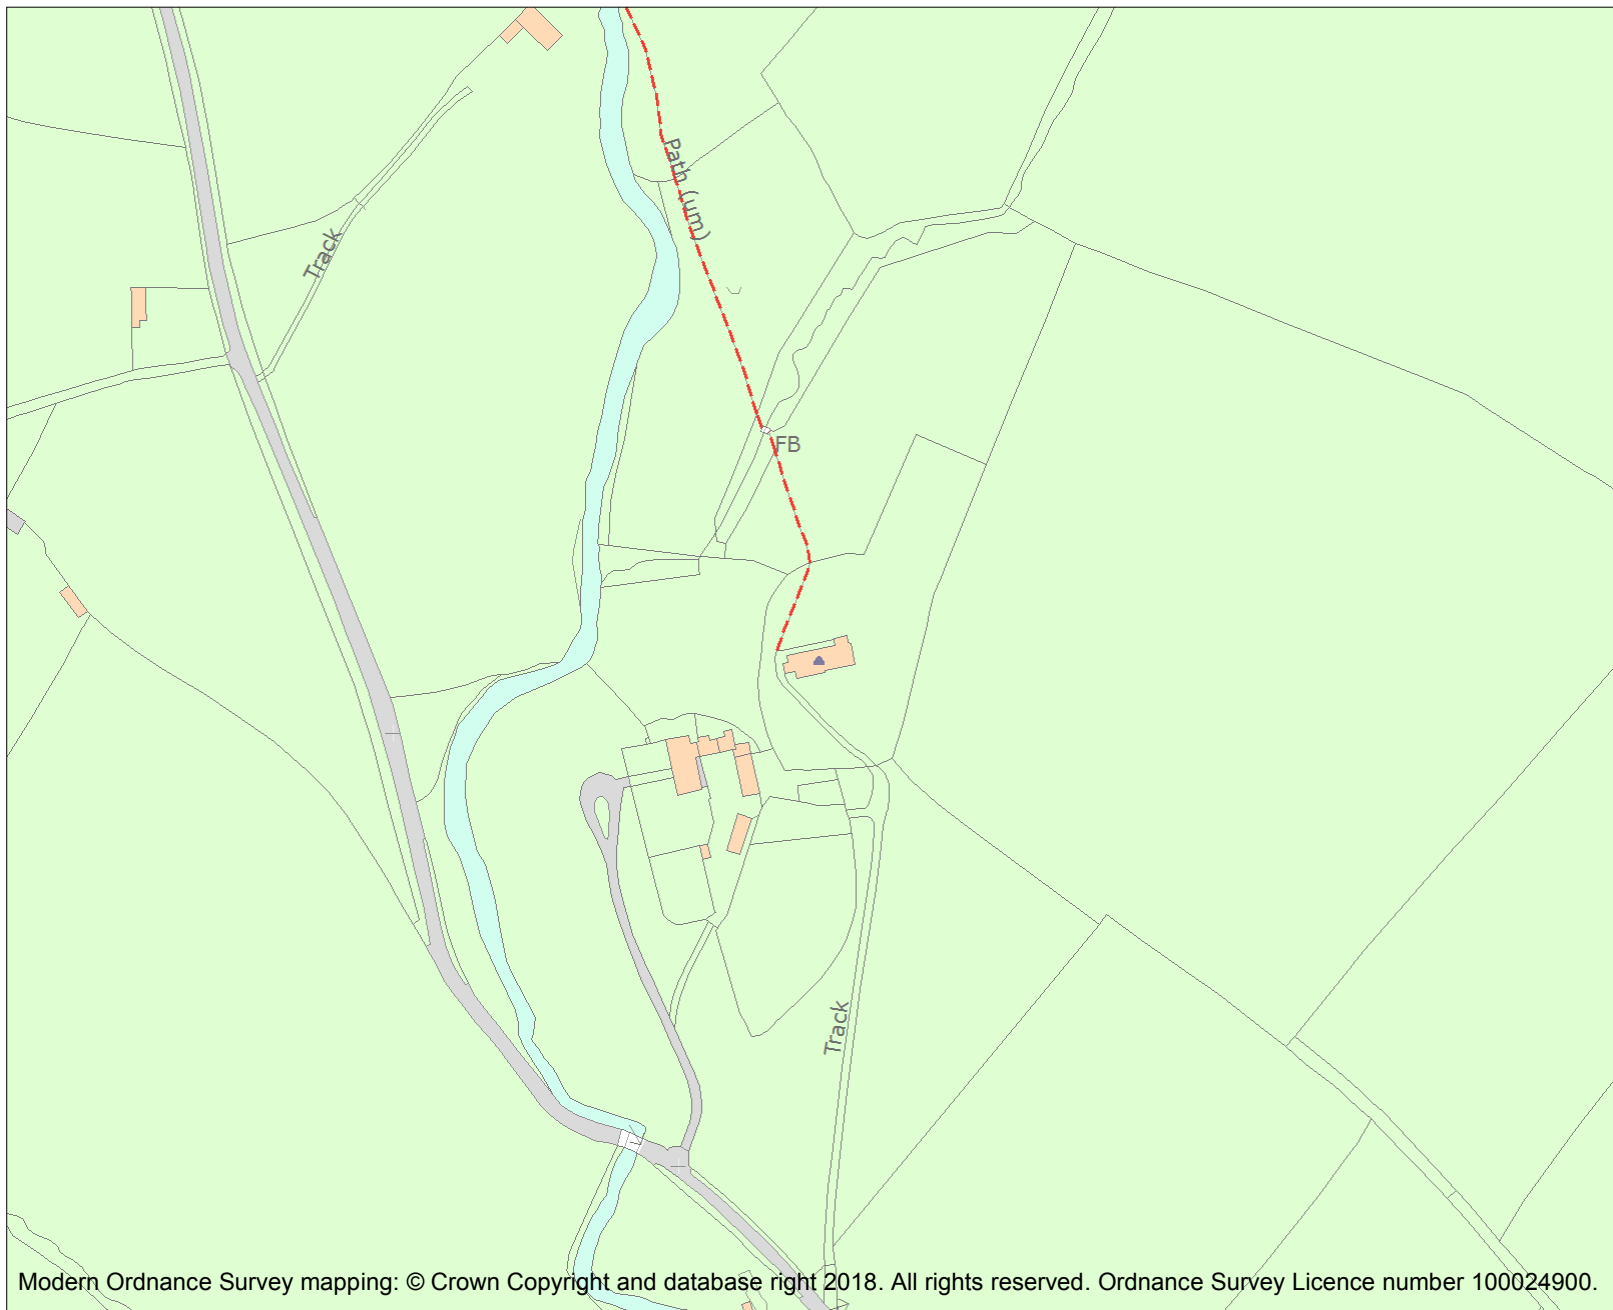 Path (um)
Track
FB
Track
Modern Ordnance Survey mapping: © Crown Copyright and database right 2018. All rights reserved. Ordnance Survey Licence number 100024900.